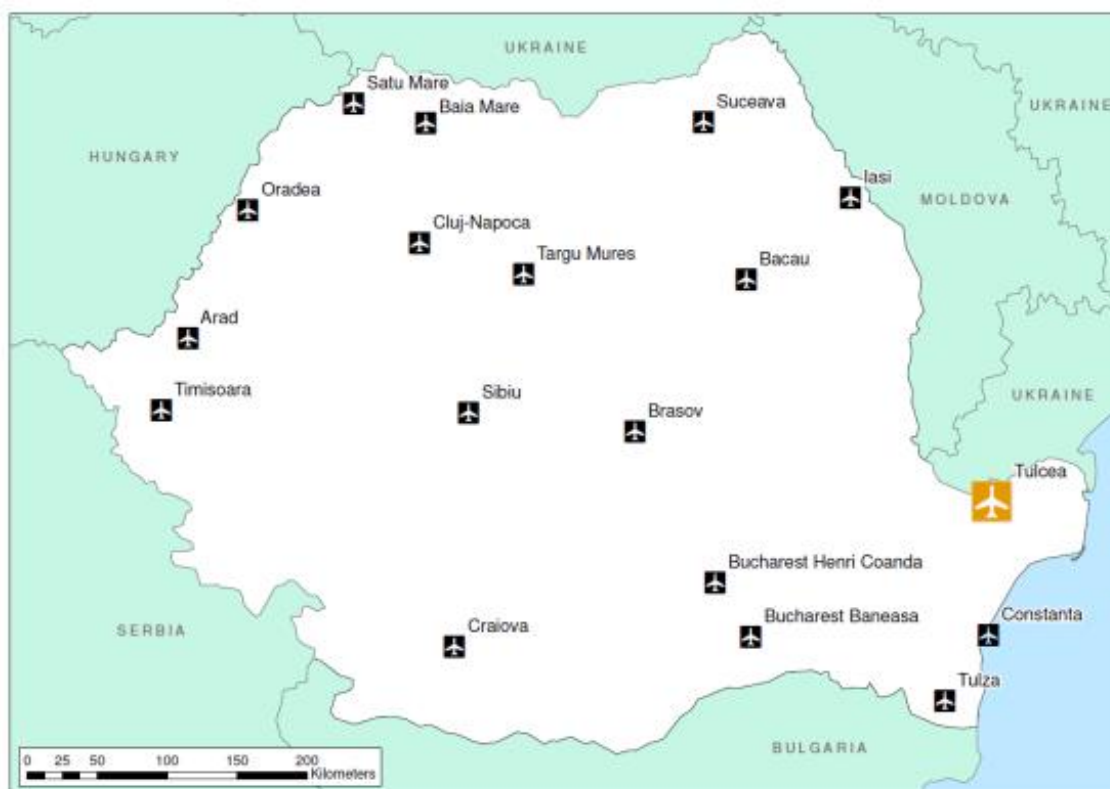 UKRAINE
Satu Mare
Baia Mare
Suceava
UKRAINE
HUNGARY
Iasi
Oradea
MOLDOVA
Cluj-Napoca
Targu Mures
Bacau
Arad
Timisoara
Sibiu
Brasov
UKRAINE
Tulcea
Bucharest Henri Coanda
Bucharest Baneasa
Constanta
Craiova
SERBIA
Tulza
BULGARIA
0 25 50 100 150 200
Kilometers